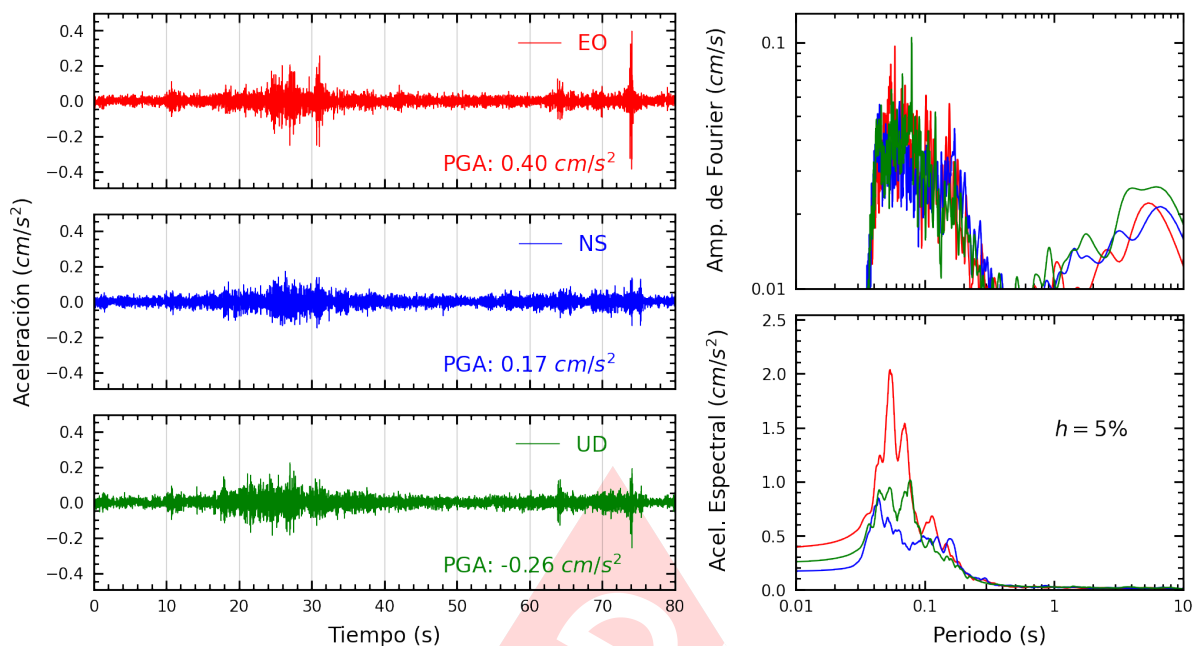 Aceleración (cm/s²)
0.4
0.2
0.0
−0.2
−0.4
EO
PGA: 0.40 cm/s²
0.4
0.2
0.0
−0.2
−0.4
NS
PGA: 0.17 cm/s²
0.4
0.2
0.0
−0.2
−0.4
UD
PGA: -0.26 cm/s²
0 10 20 30 40 50 60 70 80
Tiempo (s)
Amp. de Fourier (cm/s)
0.1
0.01
Acel. Espectral (cm/s²)
2.5
2.0
1.5
1.0
0.5
0.0
h = 5%
0.01 0.1 1 10
Periodo (s)